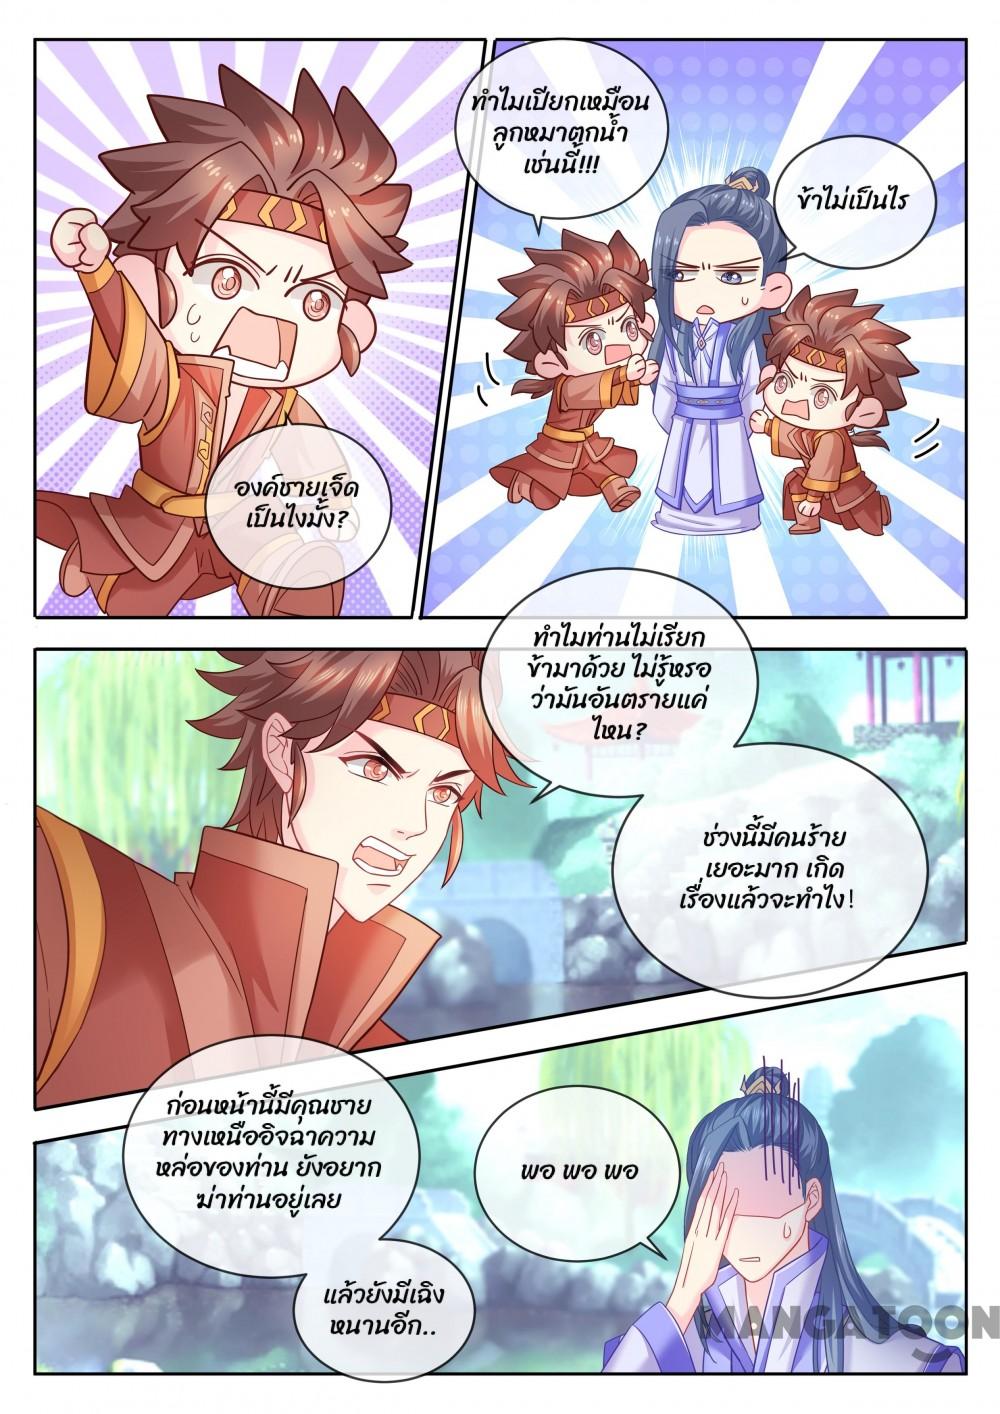 องค์ชายเจ็ด
เป็นไงมั้ง?
ทำไมเปียกเหมือน
ลูกหมาตกน้ำ
เช่นนี้!!!
ข้าไม่เป็นไร
ทำไมท่านไม่เรียก
ข้ามาด้วย ไม่รู้หรอ
ว่ามันอันตรายแค่
ไหน?
ช่วงนี้มีคนร้าย
เยอะมาก เกิด
เรื่องแล้วจะทำไง!
ก่อนหน้านี้มีคุณชาย
ทางเหนืออิจฉาความ
หล่อของท่าน ยังอยาก
ฆ่าท่านอยู่เลย
แล้วยังมีเฉิง
หนานอีก..
พอ พอ พอ
MANGATOON